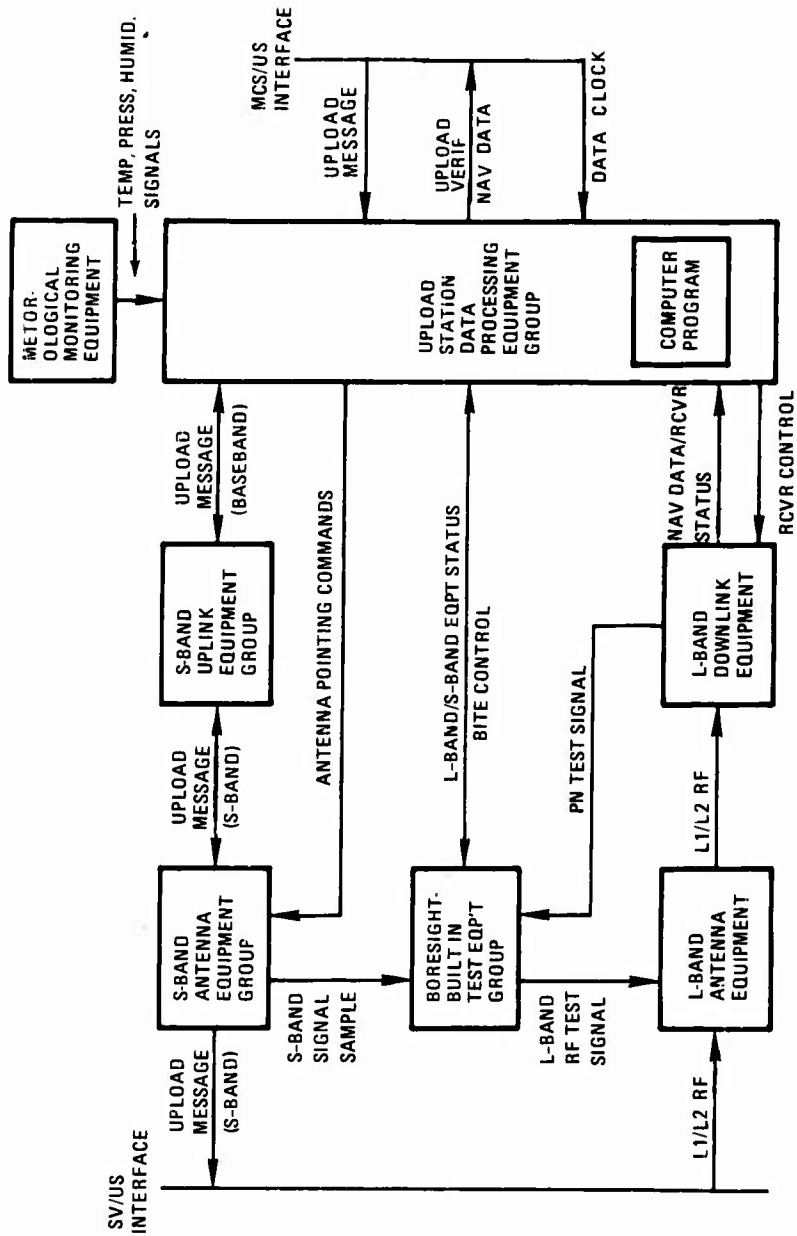 SV/US
INTERFACE
UPLOAD
MESSAGE
(S-BAND)
S-BAND
ANTENNA
EQUIPMENT
GROUP
UPLOAD
MESSAGE
(S-BAND)
S-BAND
UPLINK
EQUIPMENT
GROUP
UPLOAD
MESSAGE
(BASEBAND)
METOR-
OLOGICAL
MONITORING
EQUIPMENT
TEMP, PRESS, HUMID.
SIGNALS
ANTENNA POINTING COMMANDS
S-BAND
SIGNAL
SAMPLE
BORESIGHT-
BUILT IN
TEST EQP'T
GROUP
L-BAND/S-BAND EQPT STATUS
BITE CONTROL
UPLOAD
STATION
DATA
PROCESSING
EQUIPMENT
GROUP
COMPUTER
PROGRAM
MCS/US
INTERFACE
UPLOAD
MESSAGE
UPLOAD
VERIF
NAV DATA
DATA CLOCK
L-BAND
RF TEST
SIGNAL
PN TEST SIGNAL
L1/L2 RF
L-BAND
ANTENNA
EQUIPMENT
L1/L2 RF
L-BAND
DOWNLINK
EQUIPMENT
NAV DATA/RCVR
STATUS
RCVR CONTROL